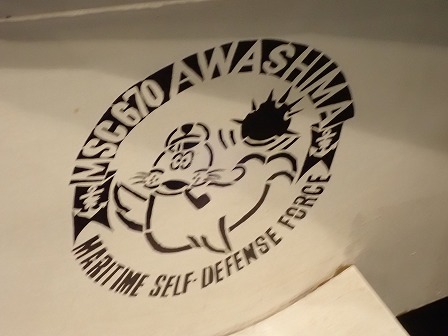 MSC670 AWASHIMA
MARITIME SELF-DEFENSE FORCE